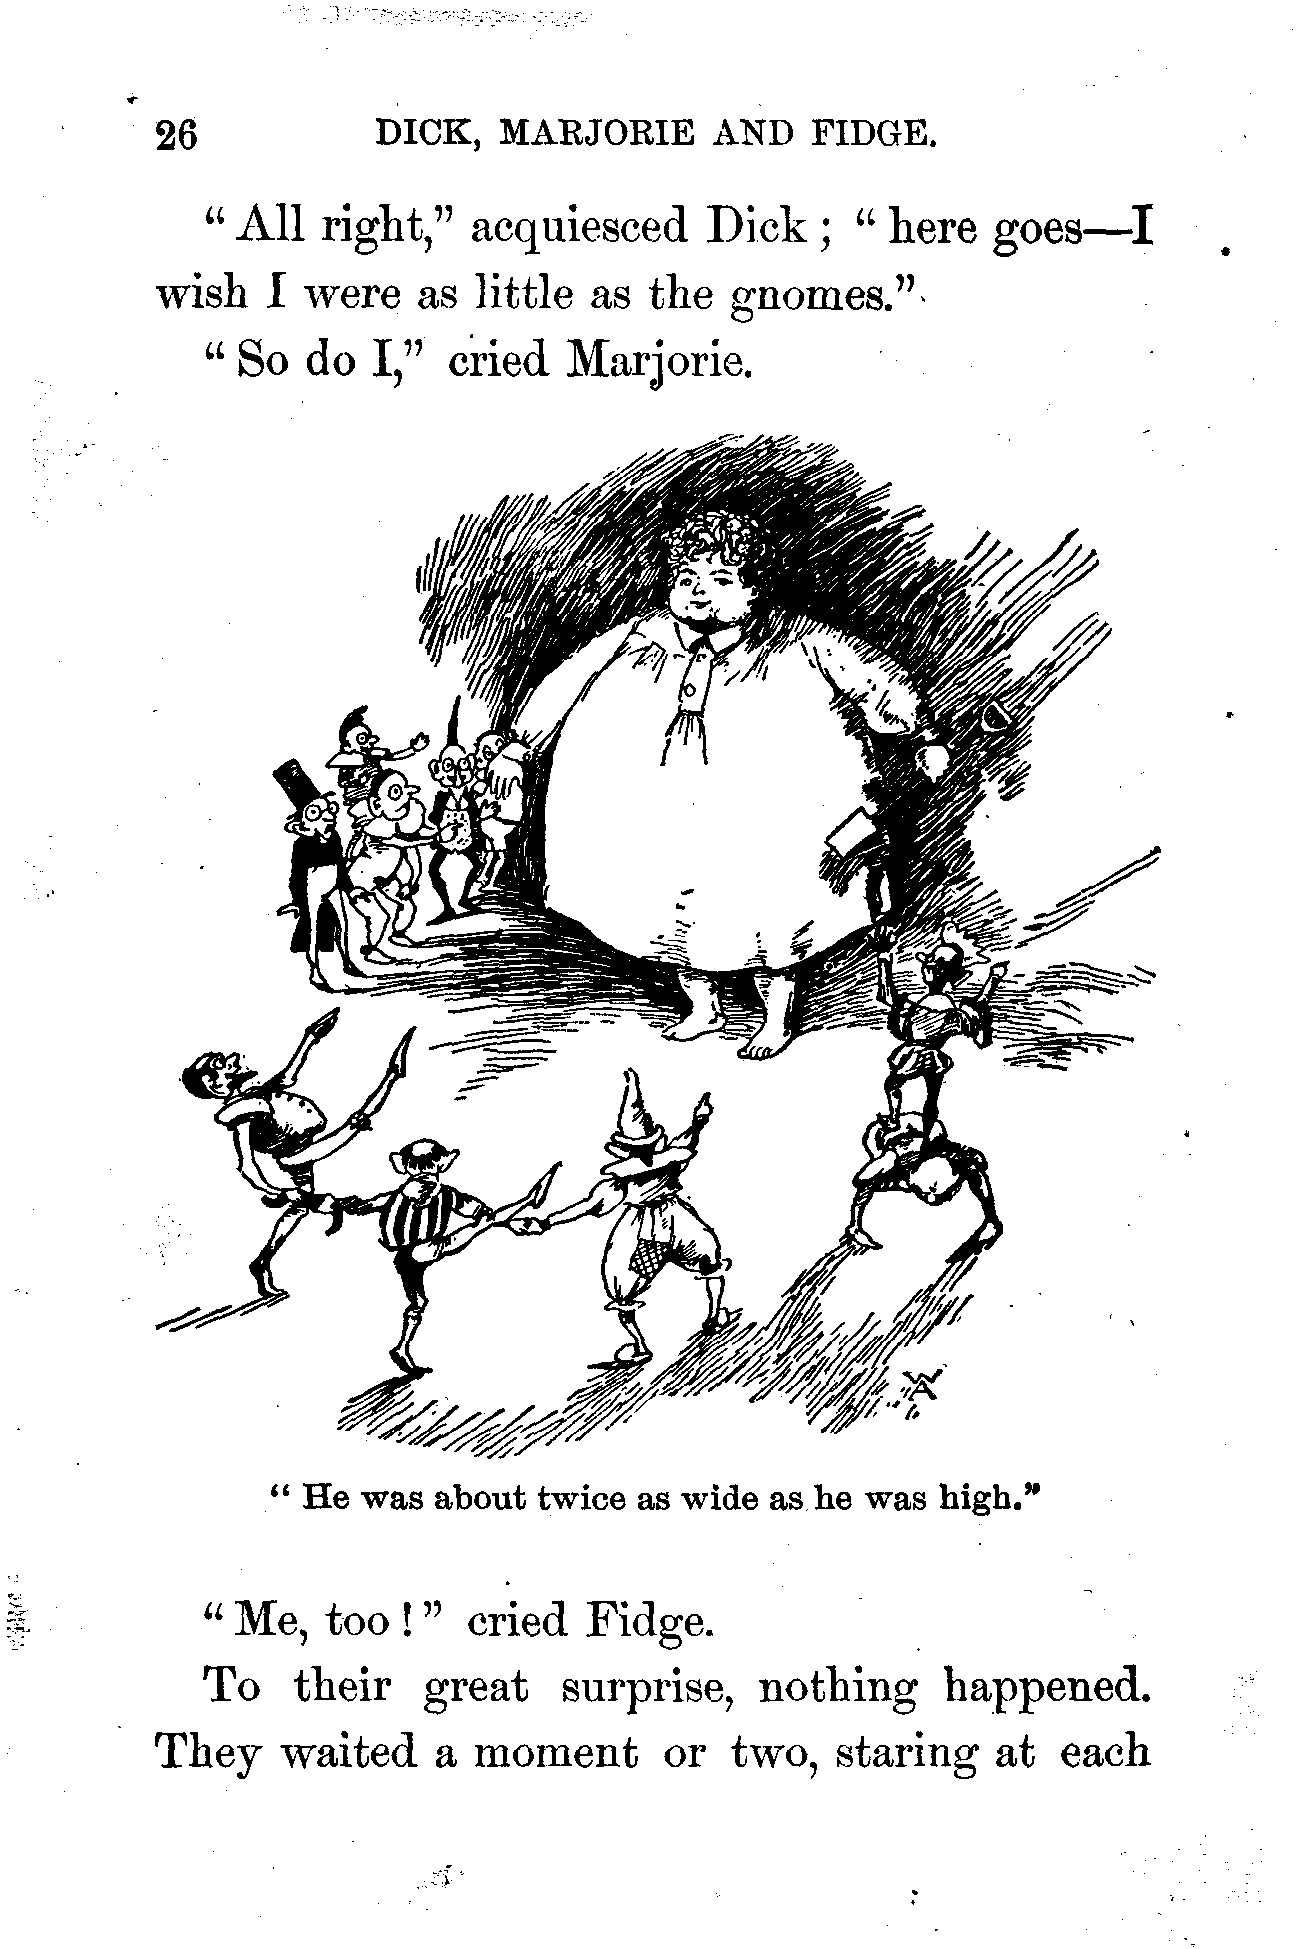 26 DICK, MARJORIE AND FIDGE.
“ All right,” acquiesced Dick ; “ here goes—I
wish I were as little as the gnomes.”
“ So do I,” cried Marjorie.
WA
“ He was about twice as wide as he was high.”
“ Me, too ! ” cried Fidge.
To their great surprise, nothing happened.
They waited a moment or two, staring at each